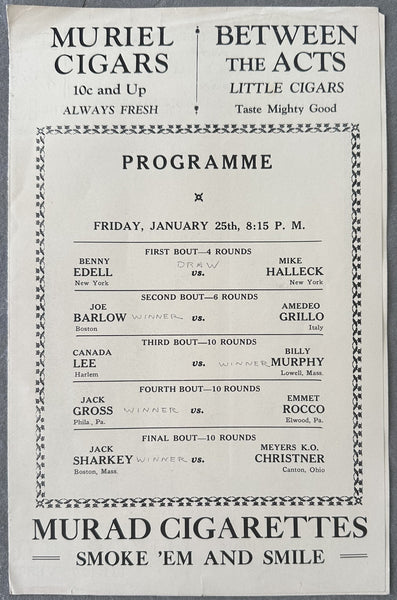 MURIEL CIGARS
10c and Up
ALWAYS FRESH
BETWEEN THE ACTS
LITTLE CIGARS
Taste Mighty Good
PROGRAMME
FRIDAY, JANUARY 25th, 8:15 P. M.
FIRST BOUT—4 ROUNDS
BENNY EDELL New York DRAW vs. MIKE HALLECK New York
SECOND BOUT—6 ROUNDS
JOE BARLOW Boston WINNER vs. AMEDEO GRILLO Italy
THIRD BOUT—10 ROUNDS
CANADA LEE Harlem vs. WINNER BILLY MURPHY Lowell, Mass.
FOURTH BOUT—10 ROUNDS
JACK GROSS Phila., Pa. WINNER vs. EMMET ROCCO Elwood, Pa.
FINAL BOUT—10 ROUNDS
JACK SHARKEY Boston, Mass. WINNER vs. MEYERS K.O. CHRISTNER Canton, Ohio
MURAD CIGARETTES
SMOKE 'EM AND SMILE